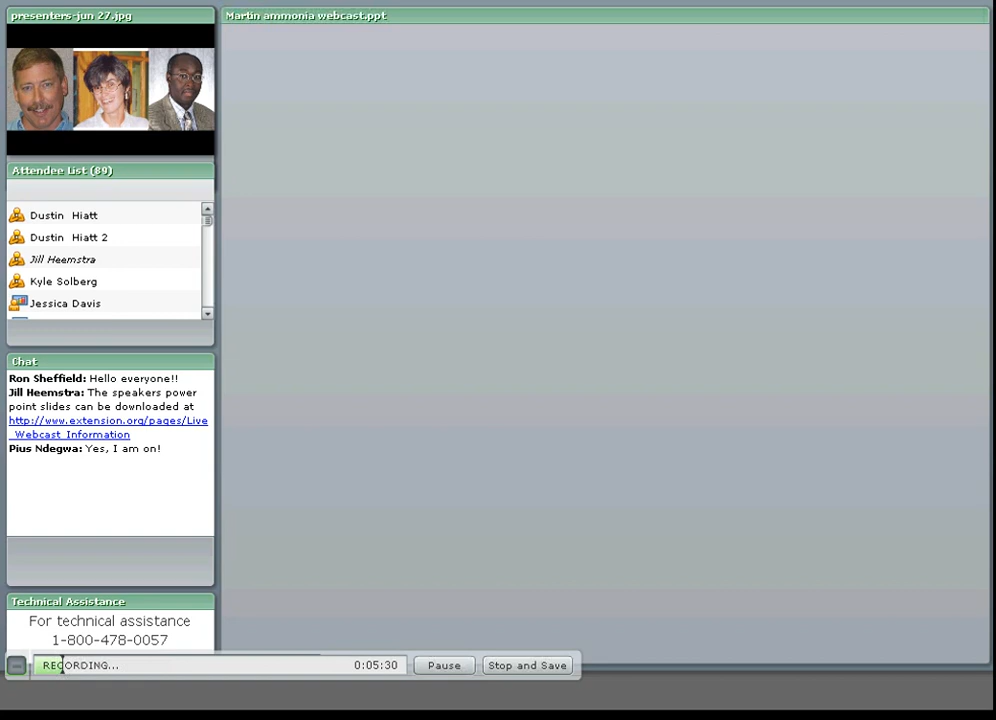 presenters-jun 27.jpg
Martin ammonia webcast.ppt
Attendee List (89)
Dustin Hiatt
Dustin Hiatt 2
Jill Heemstra
Kyle Solberg
Jessica Davis
Chat
Ron Sheffield: Hello everyone!!
Jill Heemstra: The speakers power
point slides can be downloaded at
http://www.extension.org/pages/Live
_Webcast_Information
Pius Ndegwa: Yes, I am on!
Technical Assistance
For technical assistance
1-800-478-0057
RECORDING... 0:05:30 Pause Stop and Save